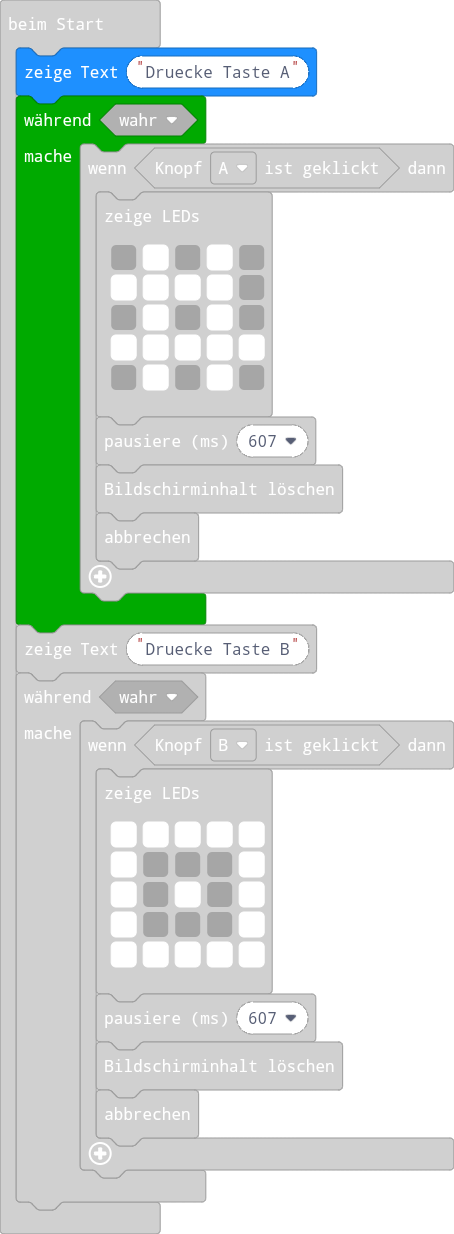 beim Start
zeige Text "Druecke Taste A"
während wahr
mache
wenn Knopf A ist geklickt dann
zeige LEDs
pausiere (ms) 607
Bildschirminhalt löschen
abbrechen
zeige Text "Druecke Taste B"
während wahr
mache
wenn Knopf B ist geklickt dann
zeige LEDs
pausiere (ms) 607
Bildschirminhalt löschen
abbrechen